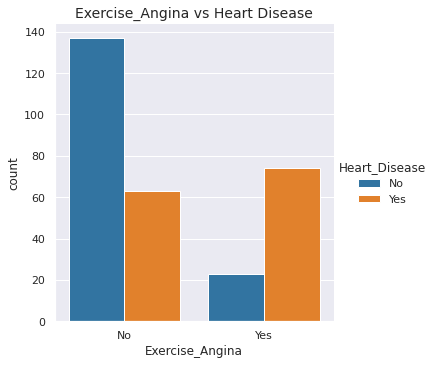 Exercise_Angina vs Heart Disease
140
120
100
80
60
40
20
0
count
No
Yes
Exercise_Angina
Heart_Disease
No
Yes